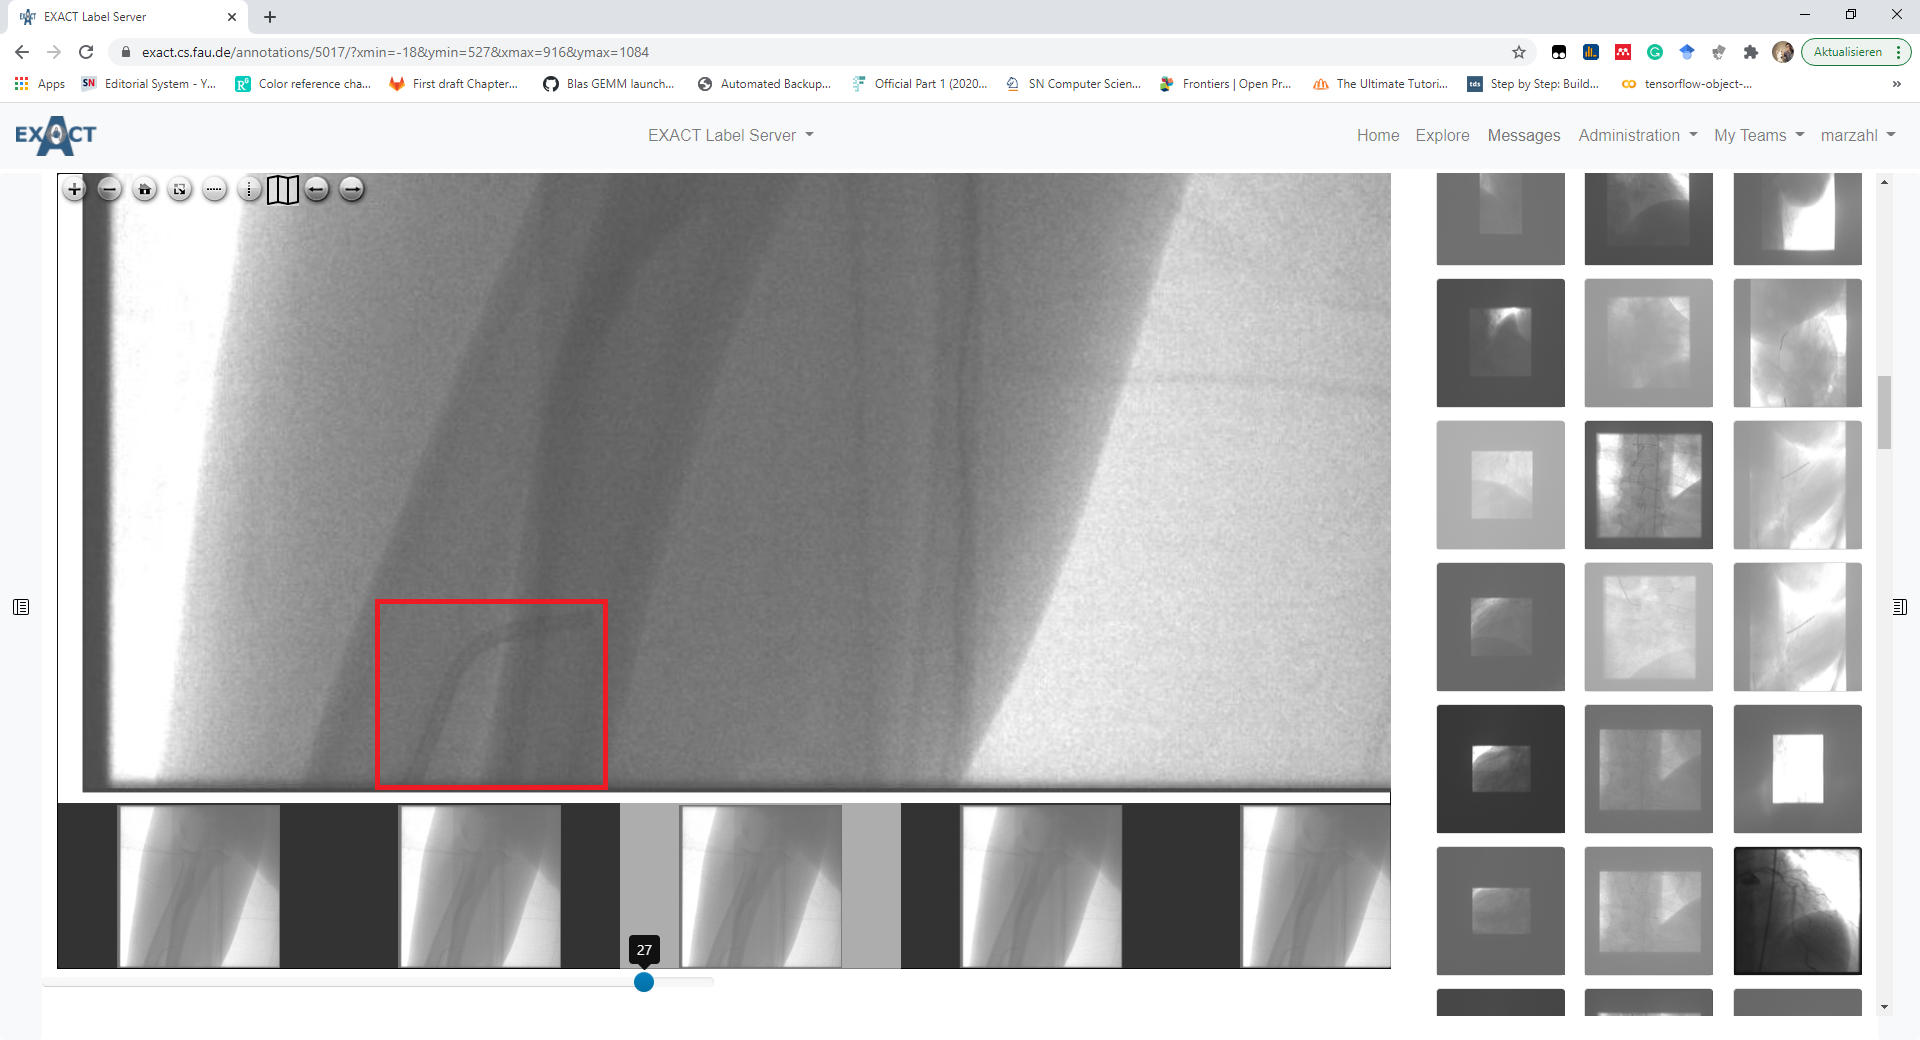 EXACT Label Server
exact.cs.fau.de/annotations/5017/?xmin=-18&ymin=527&xmax=916&ymax=1084
Aktualisieren
Apps
SN Editorial System - Y...
Color reference cha...
First draft Chapter...
Blas GEMM launch...
Automated Backup...
Official Part 1 (2020...
SN Computer Scien...
Frontiers | Open Pr...
The Ultimate Tutori...
tds Step by Step: Build...
tensorflow-object-...
EXACT
EXACT Label Server
Home
Explore
Messages
Administration
My Teams
marzahl
27